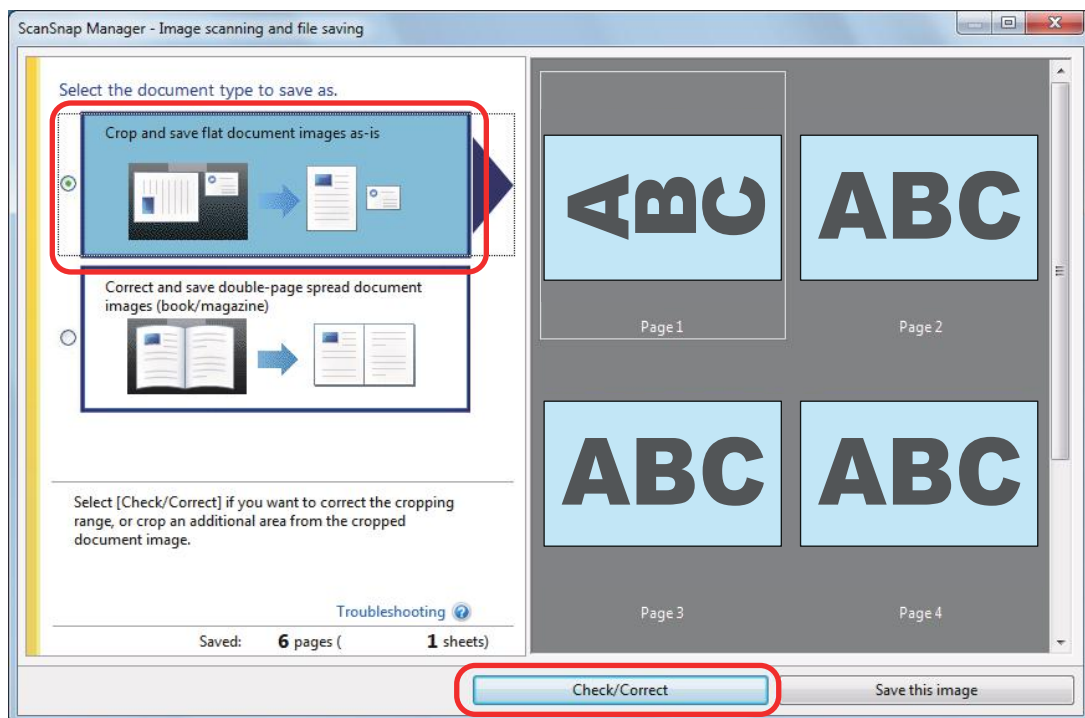 ScanSnap Manager - Image scanning and file saving
Select the document type to save as.
Crop and save flat document images as-is
Correct and save double-page spread document
images (book/magazine)
Select [Check/Correct] if you want to correct the cropping
range, or crop an additional area from the cropped
document image.
Troubleshooting
Saved: 6 pages ( 1 sheets)
ABC
ABC
Page 1
Page 2
ABC
ABC
Page 3
Page 4
Check/Correct
Save this image